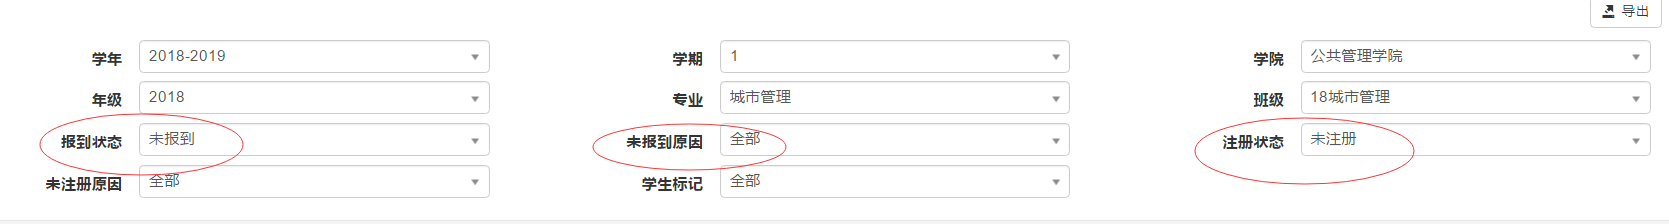 导出
学年 2018-2019 学期 1 学院 公共管理学院
年级 2018 专业 城市管理 班级 18城市管理
报到状态 未报到 未报到原因 全部 注册状态 未注册
未注册原因 全部 学生标记 全部